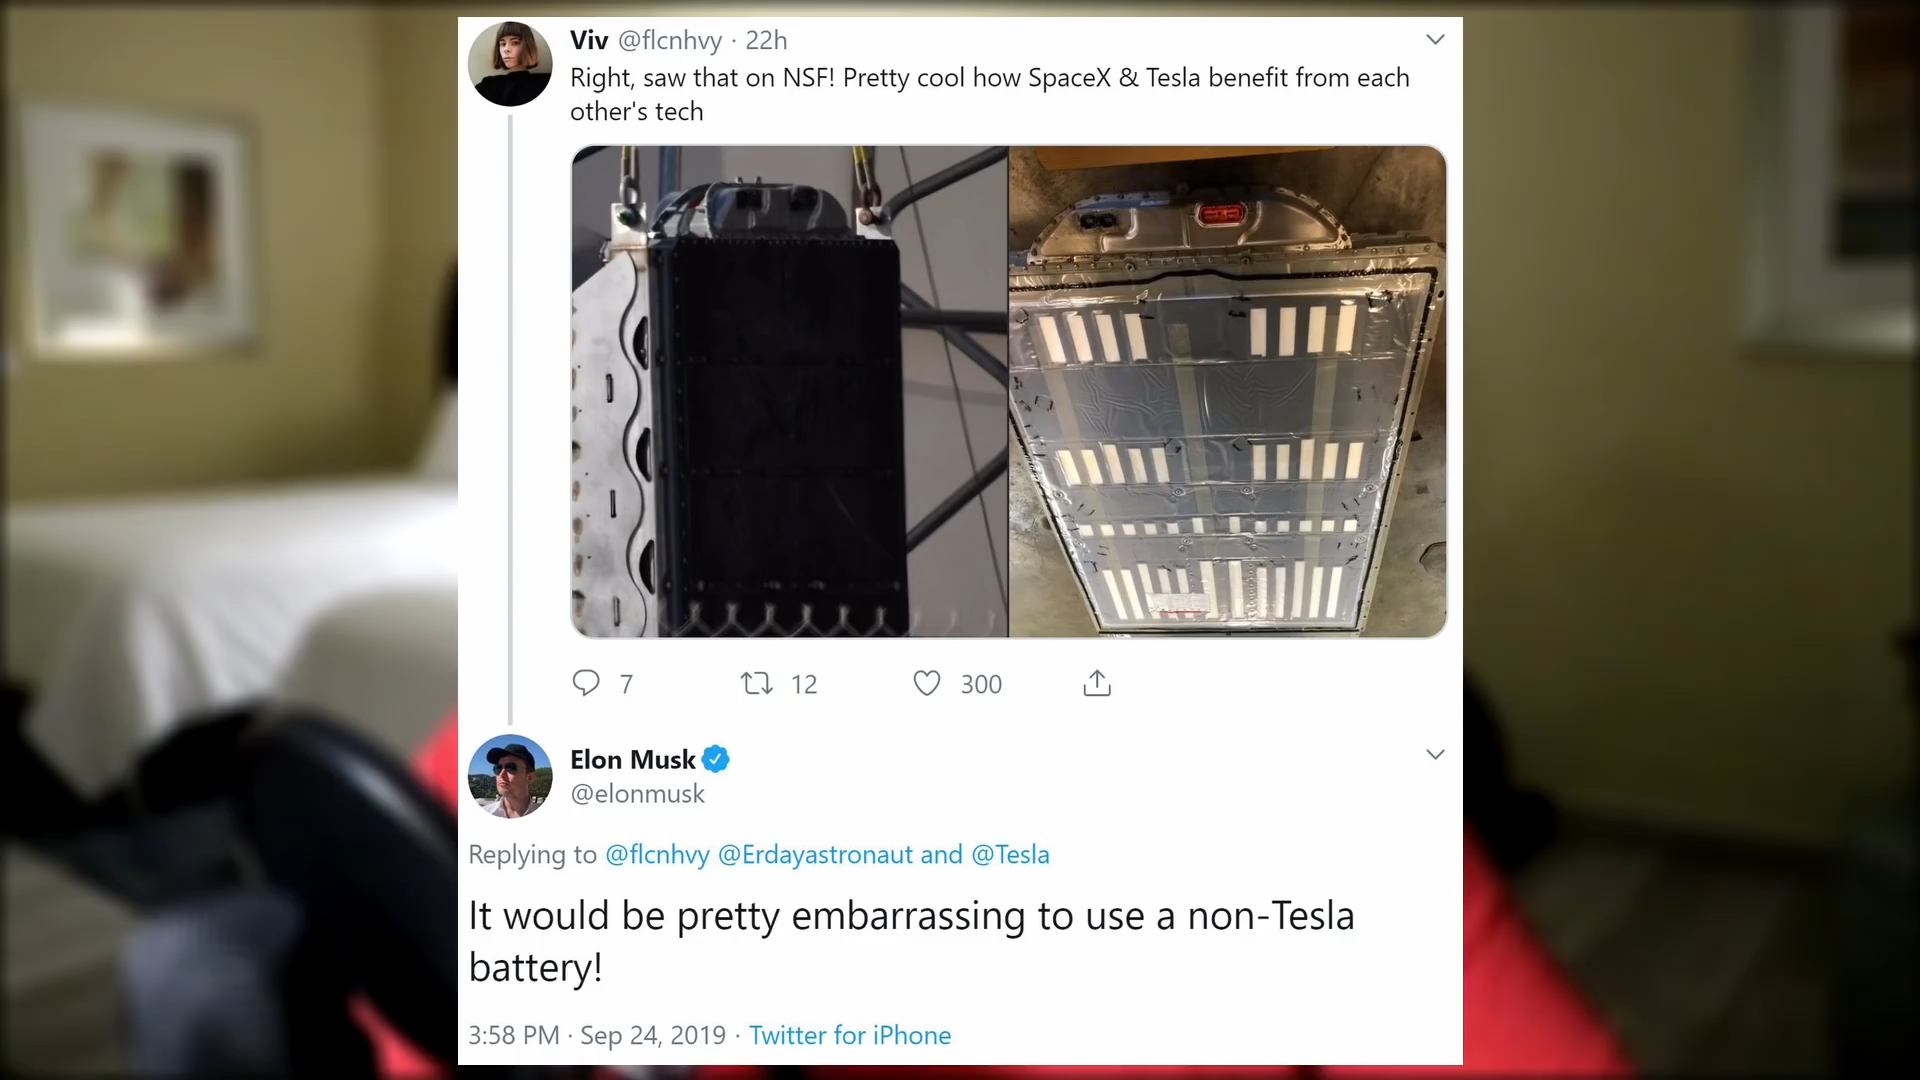 Viv @flcnhvy · 22h
Right, saw that on NSF! Pretty cool how SpaceX & Tesla benefit from each
other's tech
7 12 300
Elon Musk
@elonmusk
Replying to @flcnhvy @Erdayastronaut and @Tesla
It would be pretty embarrassing to use a non-Tesla
battery!
3:58 PM · Sep 24, 2019 · Twitter for iPhone